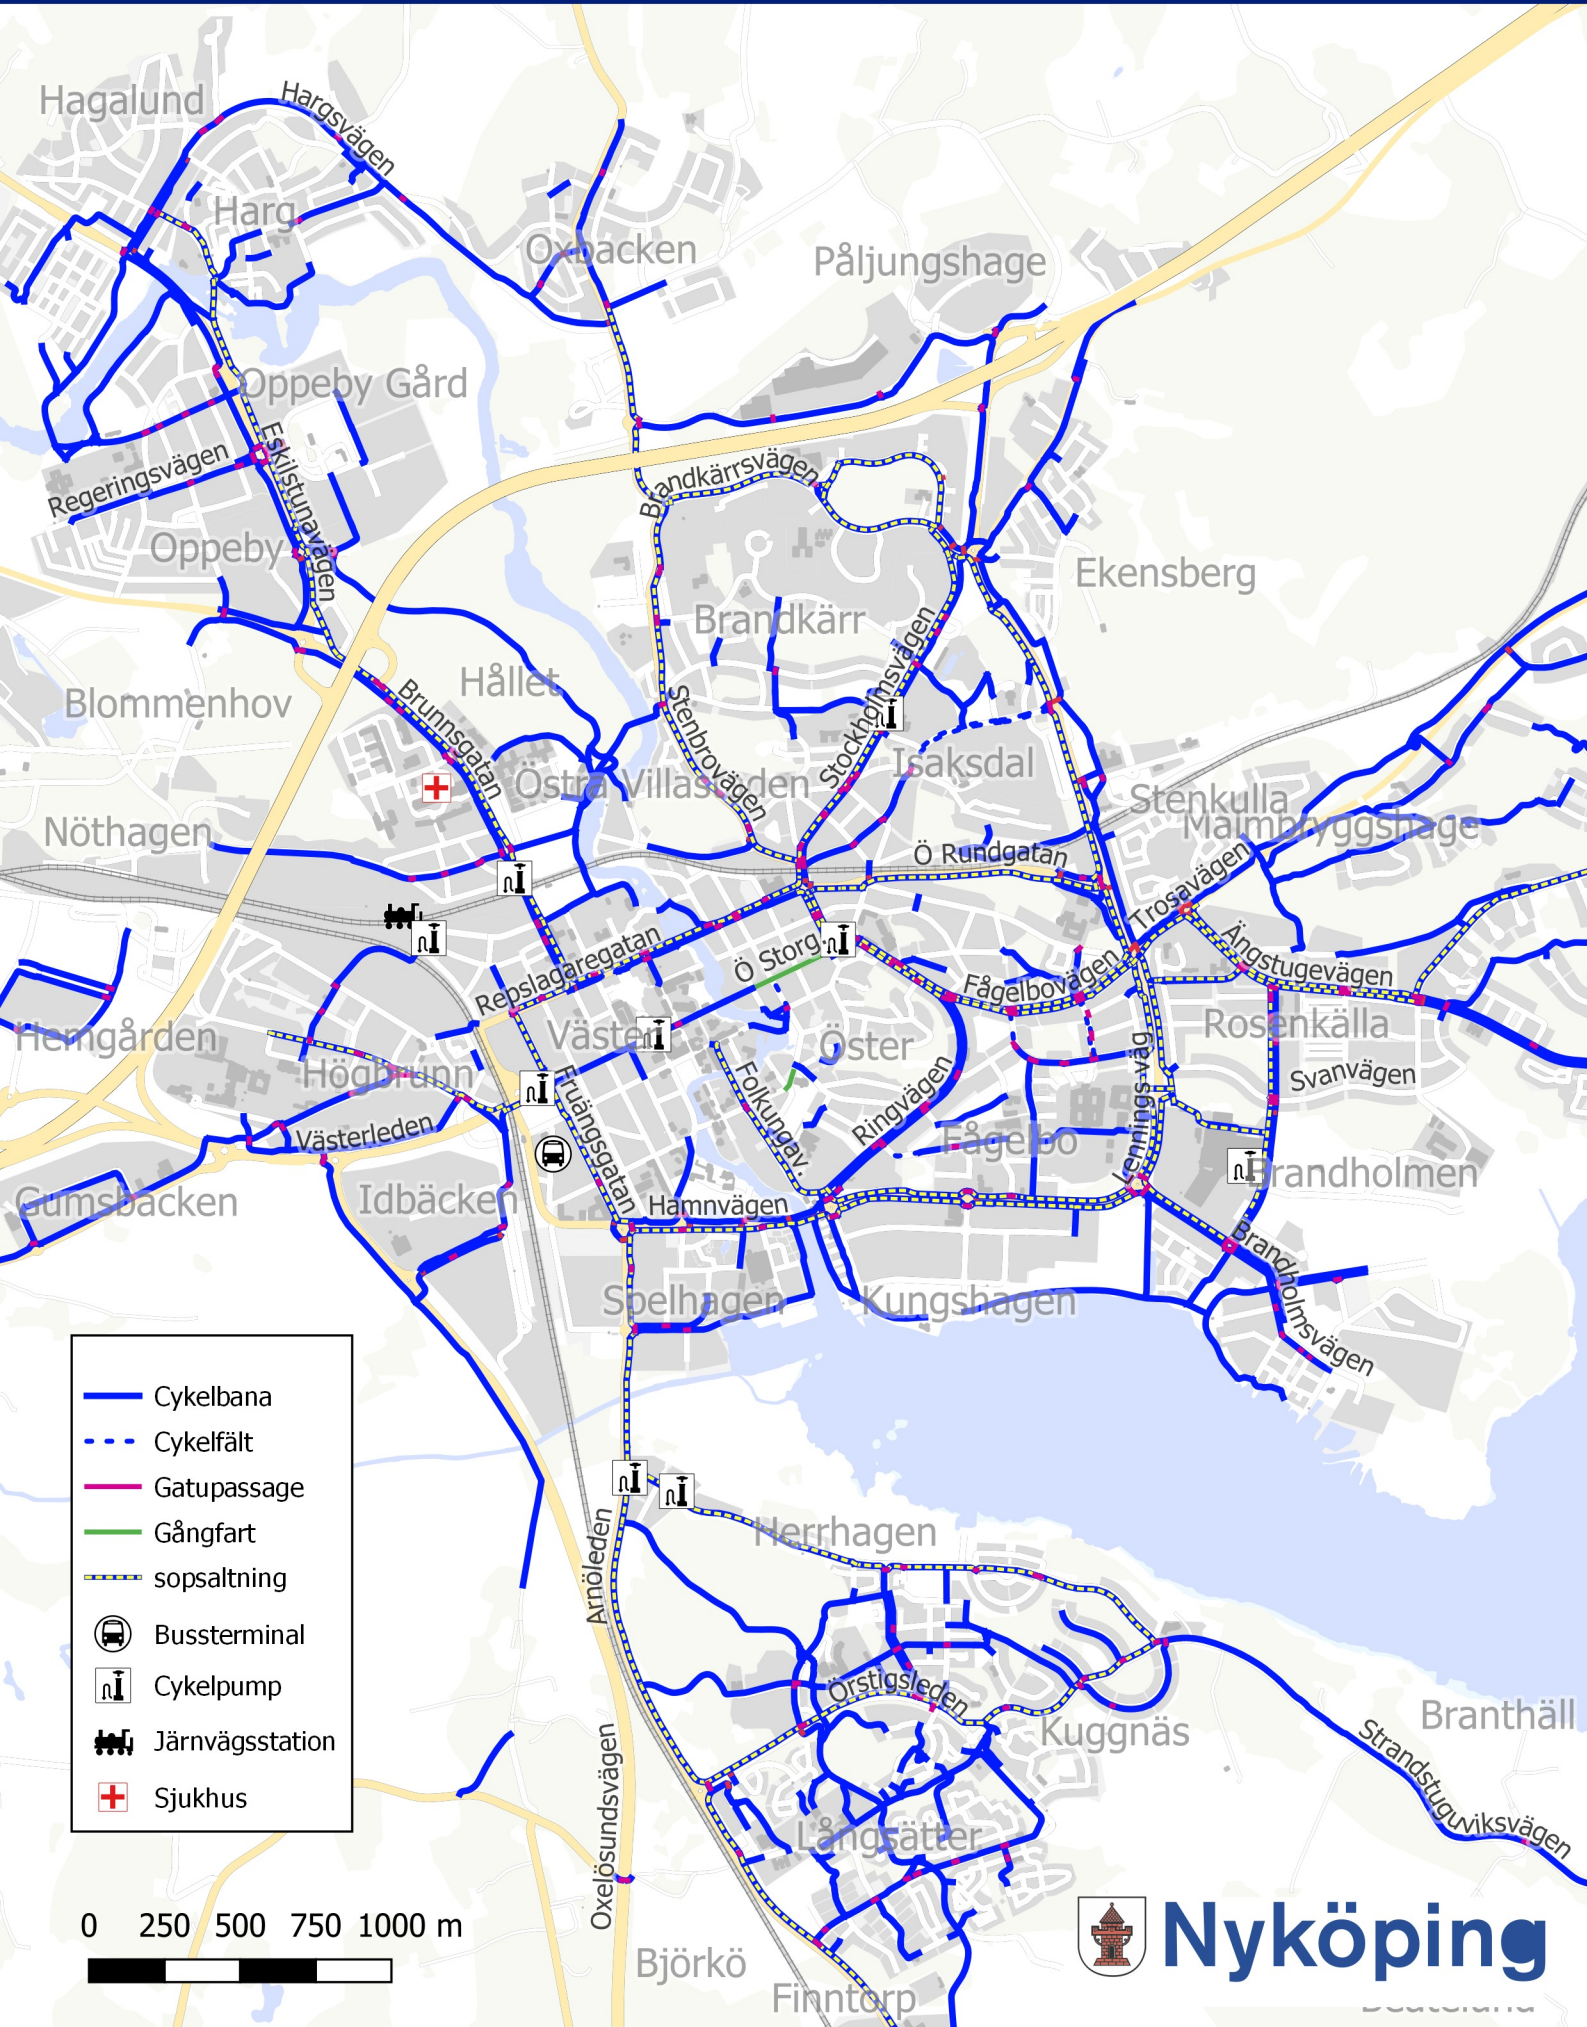 Hagalund
Hargsvägen
Harg
Oxbacken
Påljungshage
Oppeby Gård
Eskilstunavägen
Regeringsvägen
Brandkärrsvägen
Oppeby
Ekensberg
Brandkärr
Stockholmsvägen
Hållet
Blommenhov
Brunnsgatan
Stenbrovägen
Isaksdal
Östra Villastaden
Stenkulla
Malmbryggshage
Nöthagen
Ö Rundgatan
Trosavägen
Ö Storg.
Repslagaregatan
Ängstugevägen
Fågelbovägen
Hemgården
Väster
Öster
Rosenkälla
Högbrunn
Svanvägen
Fruängsgatan
Folkungav.
Ringvägen
Lennings väg
Västerleden
Fågelbo
Brandholmen
Gumsbacken
Idbäcken
Hamnvägen
Brandholmsvägen
Spelhagen
Kungshagen
Cykelbana
Cykelfält
Gatupassage
Gångfart
sopsaltning
Bussterminal
Cykelpump
Järnvägsstation
Sjukhus
Herrhagen
Arnöleden
Örstigsleden
Kuggnäs
Branthäll
Strandstuguviksvägen
Oxelösundsvägen
Långsätter
0 250 500 750 1000 m
Björkö
Finntorp
Nyköping